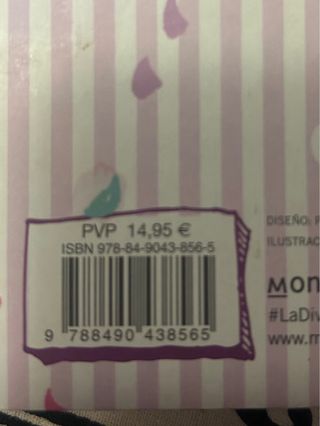 PVP 14,95 €
ISBN 978-84-9043-856-5
9 788490 438565
DISEÑO:
ILUSTRAC
MON
#LaDiv
www.m